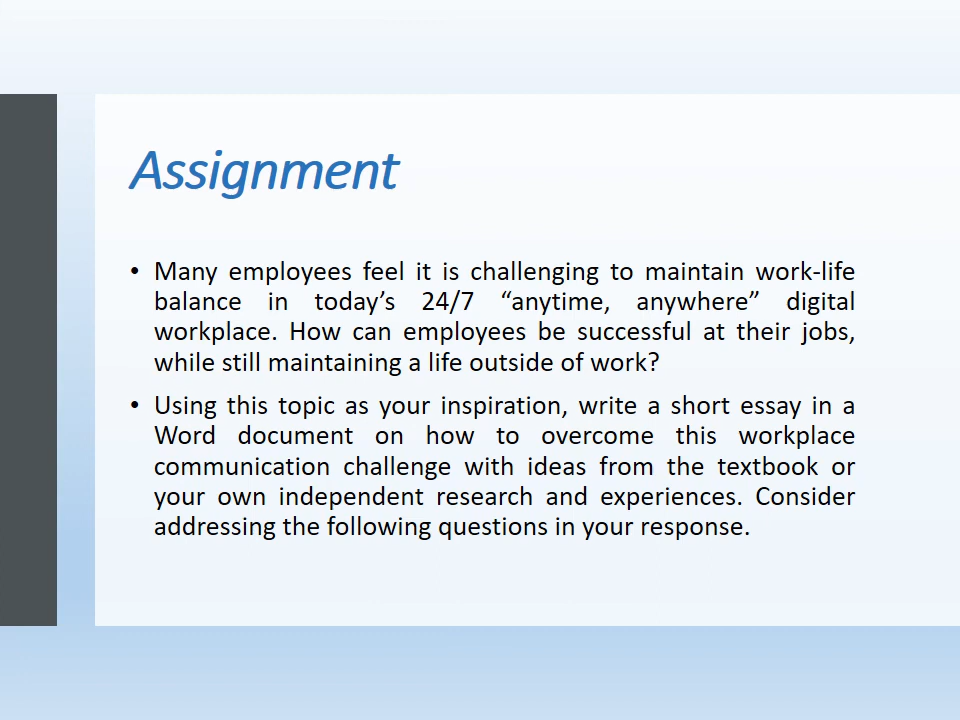 Assignment
• Many employees feel it is challenging to maintain work-life
balance in today’s 24/7 “anytime, anywhere” digital
workplace. How can employees be successful at their jobs,
while still maintaining a life outside of work?
• Using this topic as your inspiration, write a short essay in a
Word document on how to overcome this workplace
communication challenge with ideas from the textbook or
your own independent research and experiences. Consider
addressing the following questions in your response.